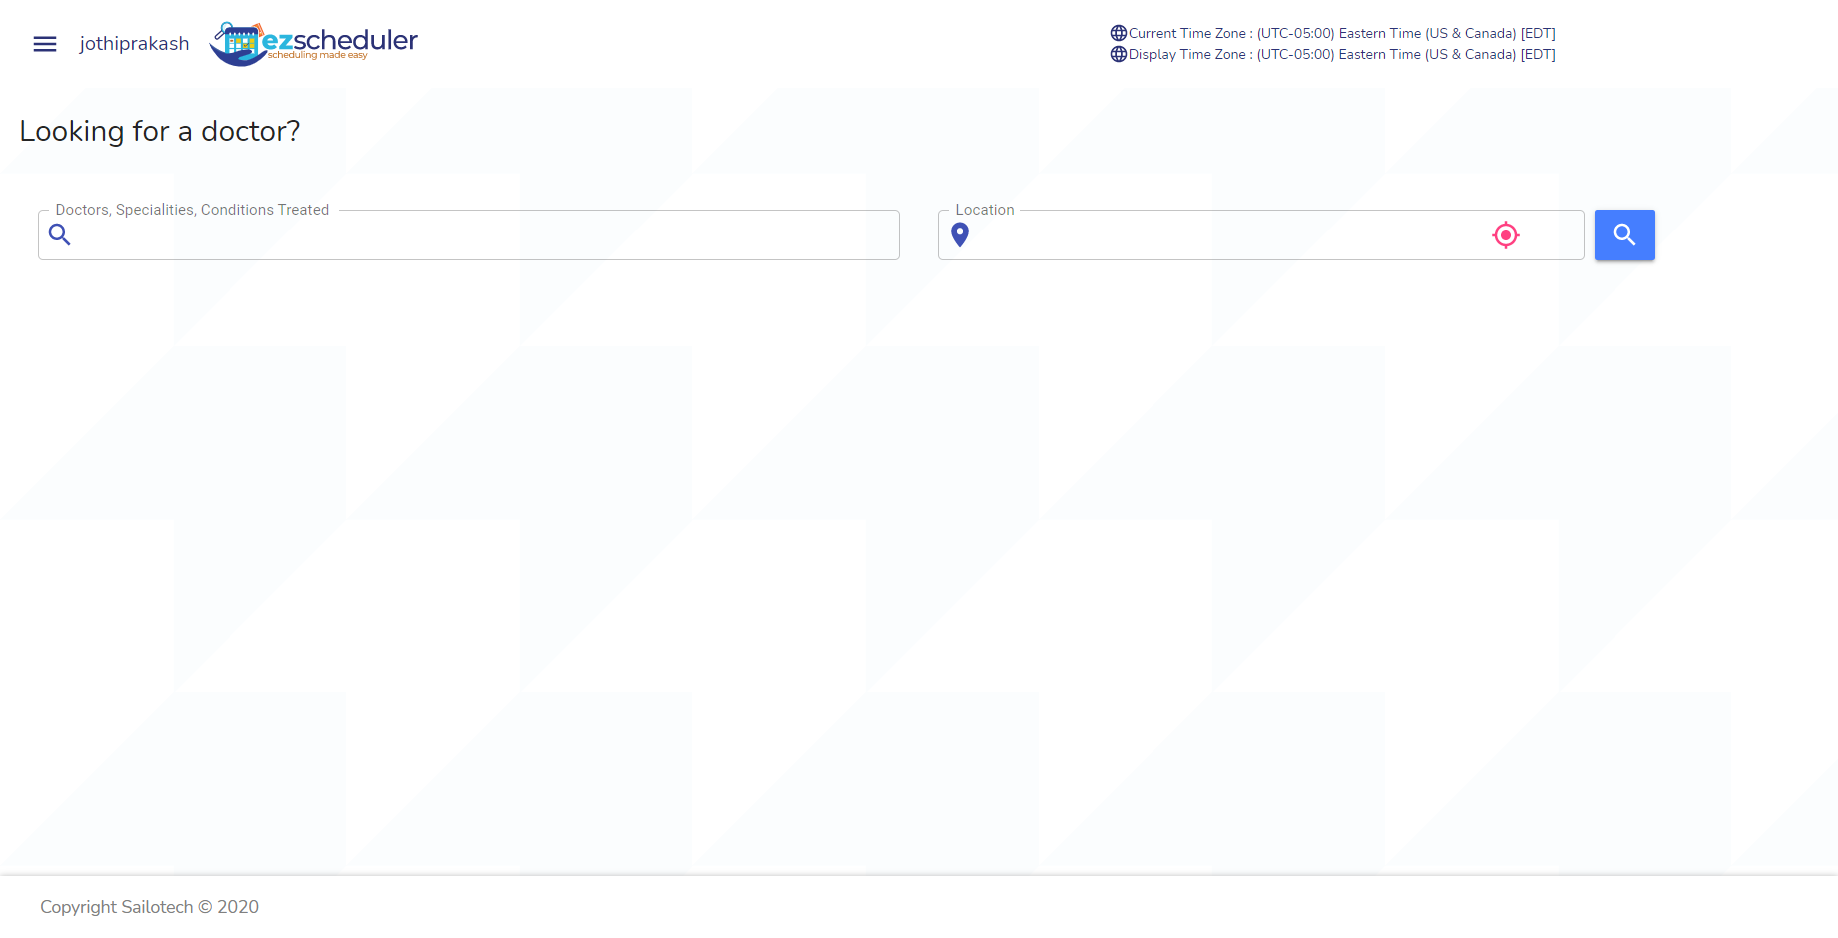 jothiprakash
ezscheduler
scheduling made easy
Current Time Zone : (UTC-05:00) Eastern Time (US & Canada) [EDT]
Display Time Zone : (UTC-05:00) Eastern Time (US & Canada) [EDT]
Looking for a doctor?
Doctors, Specialities, Conditions Treated
Location
Copyright Sailotech © 2020